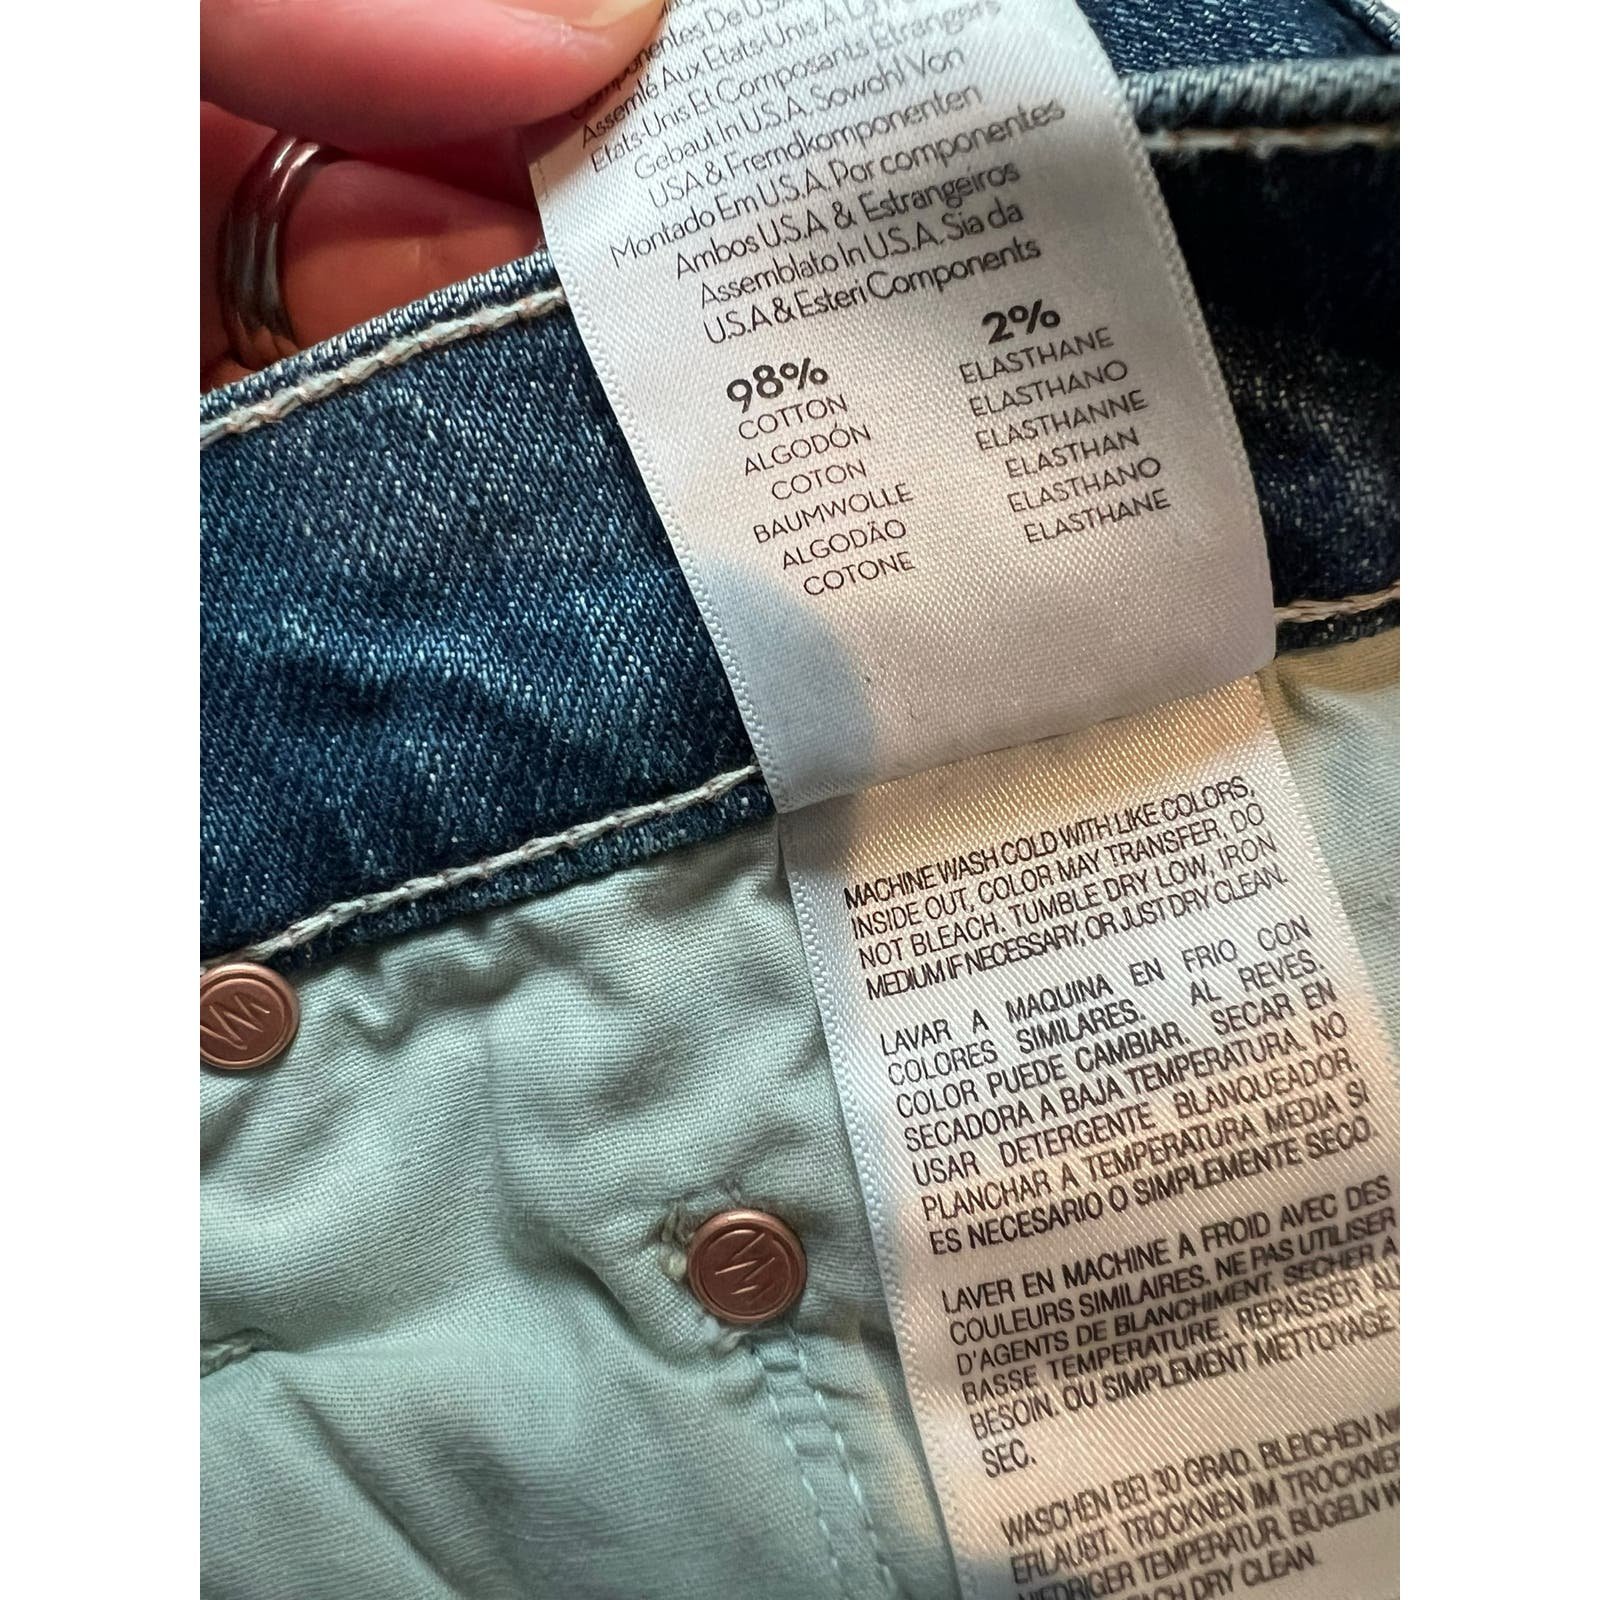 Componentes De USA
Assemlé Aux Etats-Unis À
Etats-Unis Et Composants Etrangers
Gebaut In U.S.A. Sowohl Von
USA & Fremdkomponenten
Montado Em U.S.A. Por componentes
Ambos U.S.A & Estrangeiros
Assemblato In U.S.A. Sia da
U.S.A & Esteri Components
98%
COTTON
ALGODÓN
COTON
BAUMWOLLE
ALGODÃO
COTONE
2%
ELASTHANE
ELASTHANO
ELASTHANNE
ELASTHAN
ELASTHANO
ELASTHANE
MACHINE WASH COLD WITH LIKE COLORS,
INSIDE OUT, COLOR MAY TRANSFER, DO
NOT BLEACH. TUMBLE DRY LOW, IRON
MEDIUM IF NECESSARY, OR JUST DRY CLEAN.
LAVAR A MAQUINA EN FRIO CON
COLORES SIMILARES. AL REVES.
COLOR PUEDE CAMBIAR. SECAR EN
SECADORA A BAJA TEMPERATURA. NO
USAR DETERGENTE BLANQUEADOR.
PLANCHAR A TEMPERATURA MEDIA SI
ES NECESARIO O SIMPLEMENTE SECO.
LAVER EN MACHINE A FROID AVEC DES
COULEURS SIMILAIRES. NE PAS UTILISER
D'AGENTS DE BLANCHIMENT. SECHER A
BASSE TEMPERATURE. REPASSER AU
BESOIN. OU SIMPLEMENT METTOYAGE
SEC.
WASCHEN BEI 30 GRAD. BLEICHEN
ERLAUBT. TROCKNEN IM
NIEDRIGER TEMPERATUR. BÜGELN
DRY CLEAN.